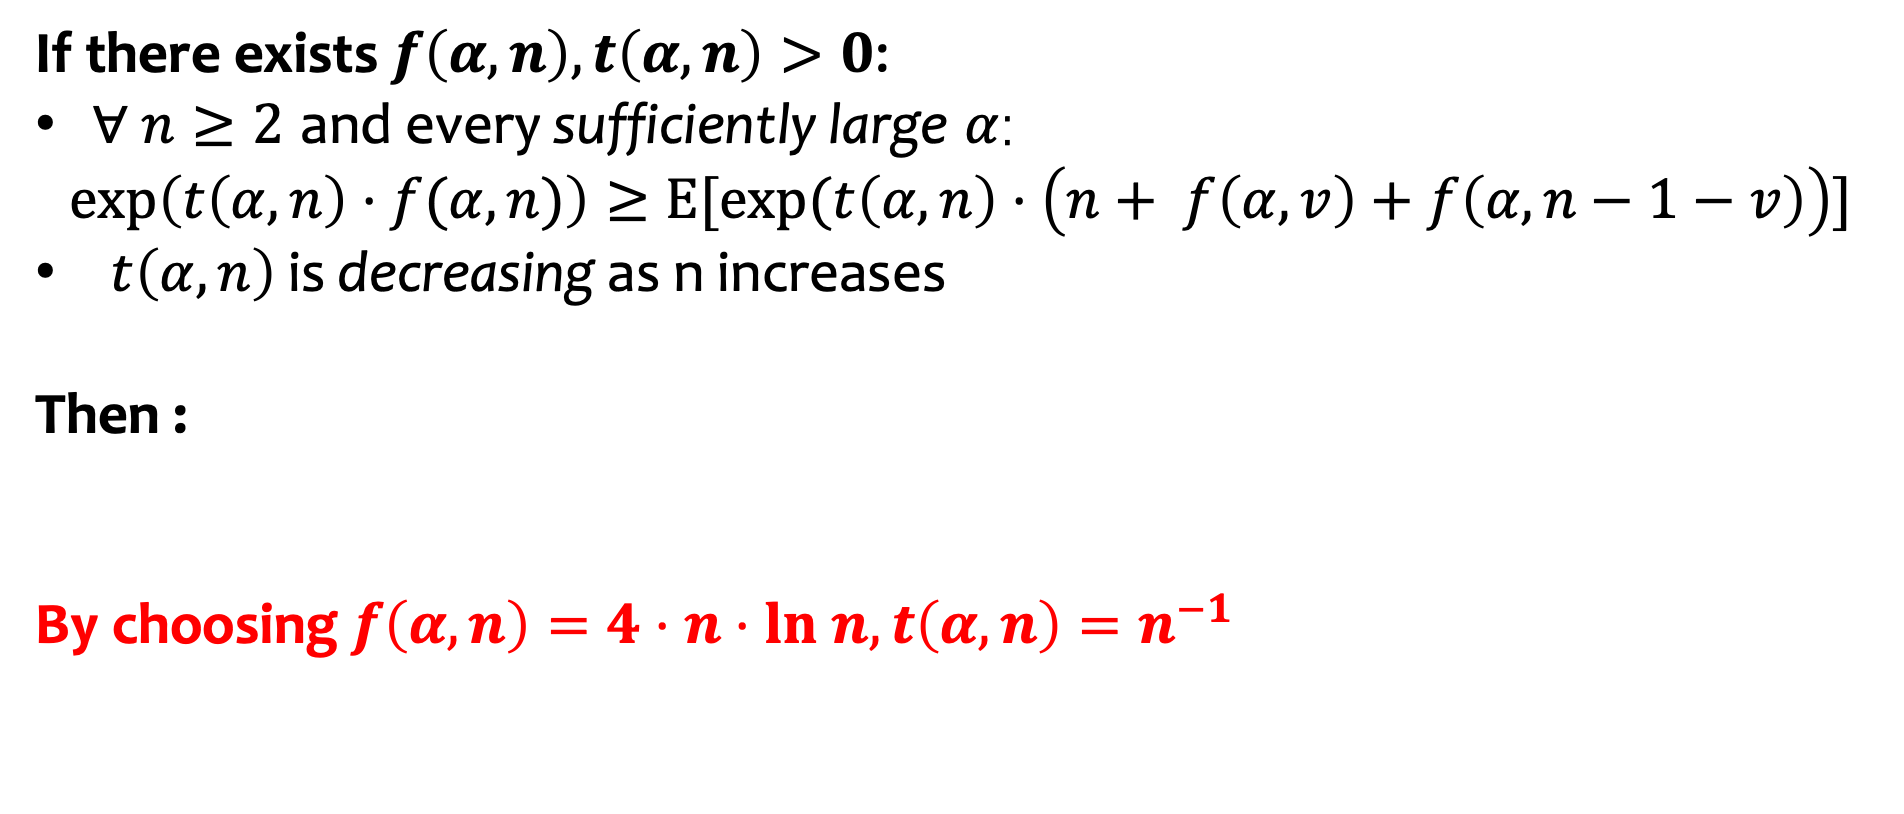 If there exists f(α, n), t(α, n) > 0:
• ∀ n ≥ 2 and every sufficiently large α:
exp(t(α, n) · f(α, n)) ≥ E[exp(t(α, n) · (n + f(α, v) + f(α, n − 1 − v))]
• t(α, n) is decreasing as n increases
Then :
By choosing f(α, n) = 4 · n · ln n, t(α, n) = n⁻¹